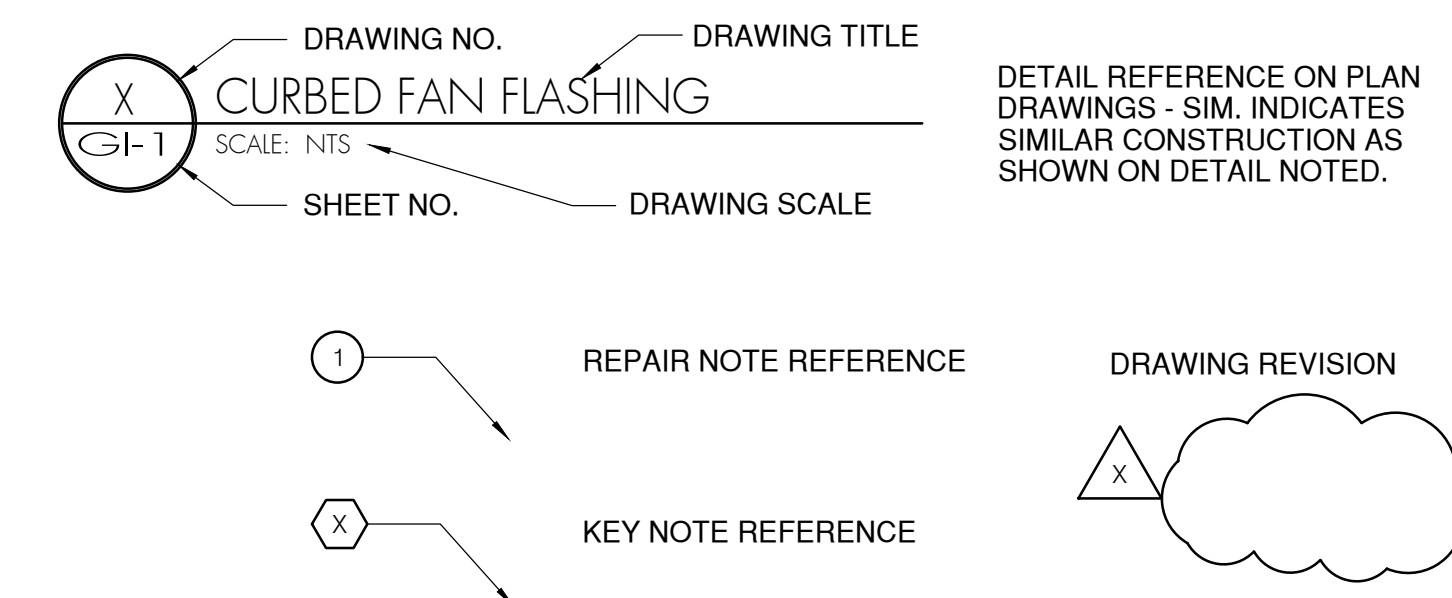 DRAWING NO.
DRAWING TITLE
X
CURBED FAN FLASHING
GI-1
SCALE: NTS
SHEET NO.
DRAWING SCALE
DETAIL REFERENCE ON PLAN
DRAWINGS - SIM. INDICATES
SIMILAR CONSTRUCTION AS
SHOWN ON DETAIL NOTED.
1
REPAIR NOTE REFERENCE
DRAWING REVISION
X
X
KEY NOTE REFERENCE